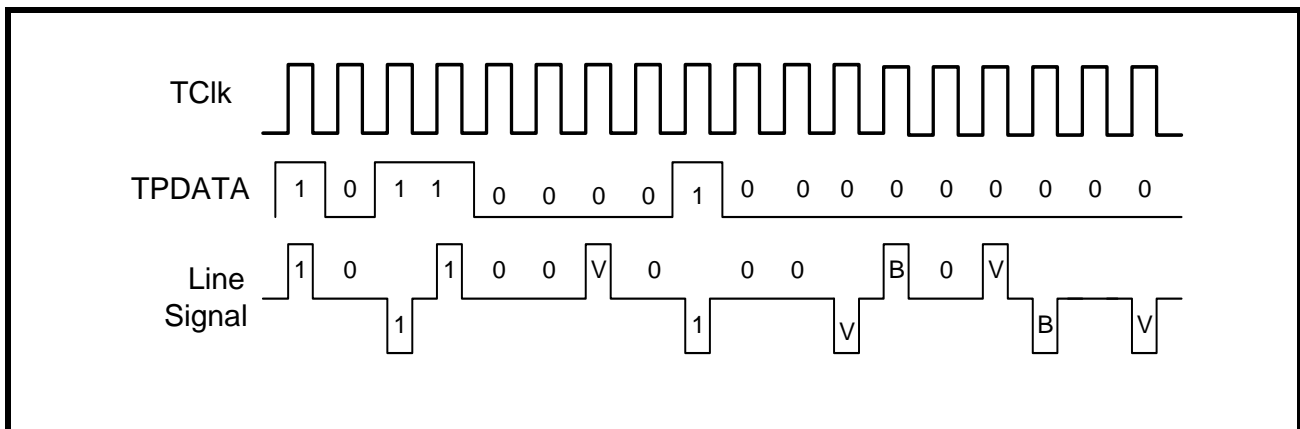 TClk
TPDATA 1 0 1 1 0 0 0 0 1 0 0 0 0 0 0 0 0 0
Line Signal 1 0 1 1 0 0 V 0 1 0 0 V B 0 V B V